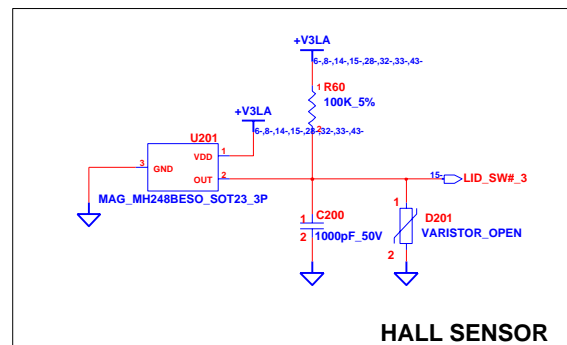 +V3LA
6-,8-,14-,15-,28-,32-,33-,43-
1 R60
100K_5%
2
+V3LA
6-,8-,14-,15-,28-,32-,33-,43-
U201
3 GND VDD 1
OUT 2
MAG_MH248BESO_SOT23_3P
15- LID_SW#_3
1 C200
2 1000pF_50V
1 D201
VARISTOR_OPEN
2
HALL SENSOR